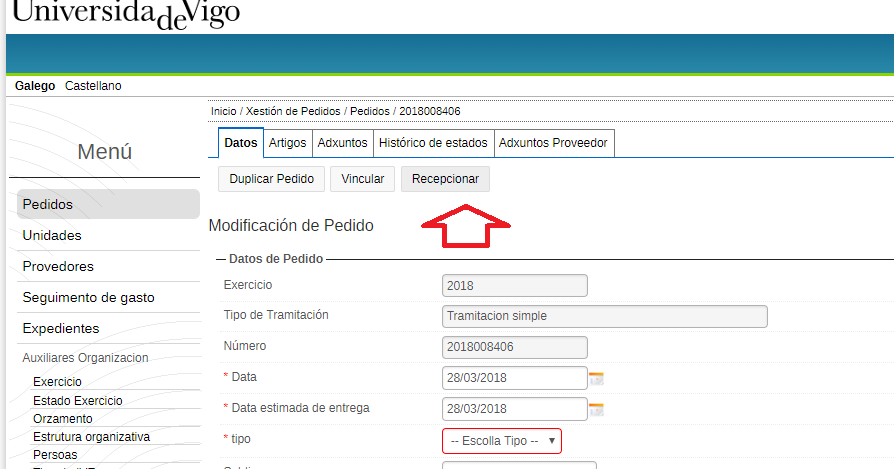 Universidade Vigo
Galego Castellano
Inicio / Xestión de Pedidos / Pedidos / 2018008406
Menú
Datos Artigos Adxuntos Histórico de estados Adxuntos Proveedor
Duplicar Pedido Vincular Recepcionar
Pedidos
Unidades
Provedores
Seguimento de gasto
Expedientes
Auxiliares Organizacion
Exercicio
Estado Exercicio
Orzamento
Estrutura organizativa
Persoas
Modificación de Pedido
Datos de Pedido
Exercicio 2018
Tipo de Tramitación Tramitacion simple
Número 2018008406
* Data 28/03/2018
* Data estimada de entrega 28/03/2018
* tipo -- Escolla Tipo --